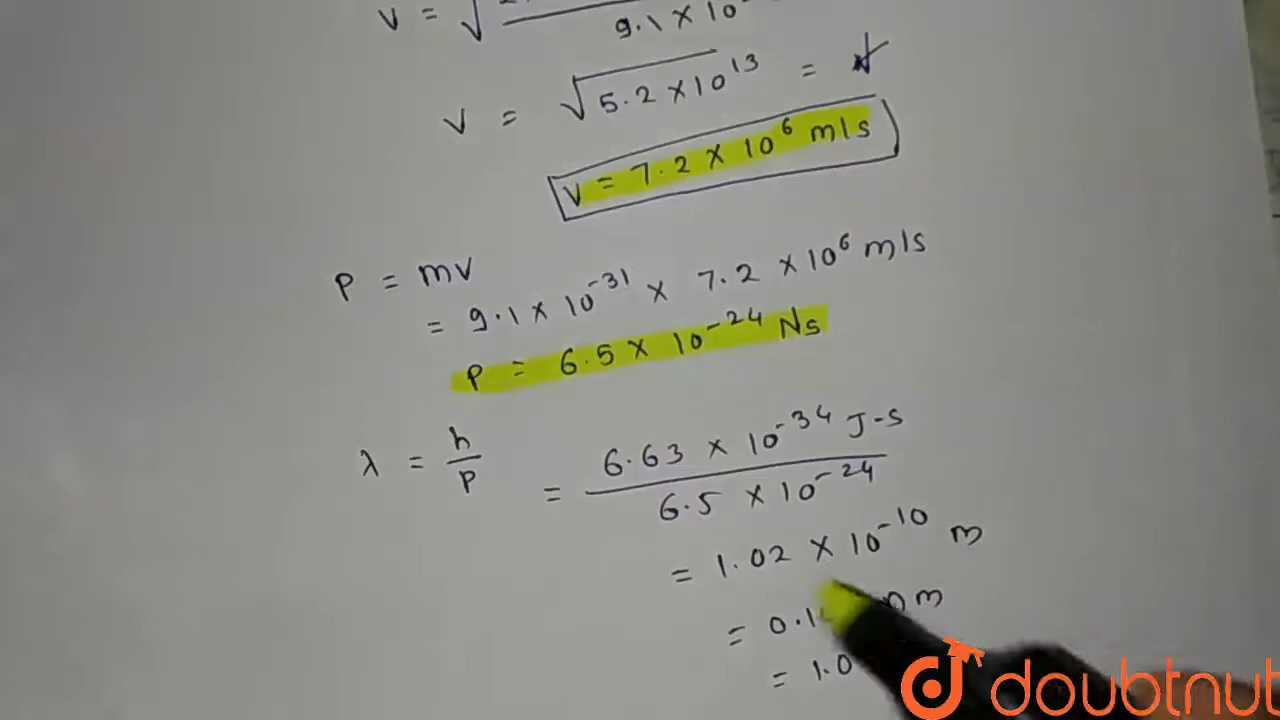 V = √ 9.1 × 10
V = √5.2 × 10¹³ =
V = 7.2 × 10⁶ m/s
P = mv
= 9.1 × 10⁻³¹ × 7.2 × 10⁶ m/s
P = 6.5 × 10⁻²⁴ Ns
λ = h/P = 6.63 × 10⁻³⁴ J-s / 6.5 × 10⁻²⁴
= 1.02 × 10⁻¹⁰ m
= 0.1 m
= 1.0
doubtnut